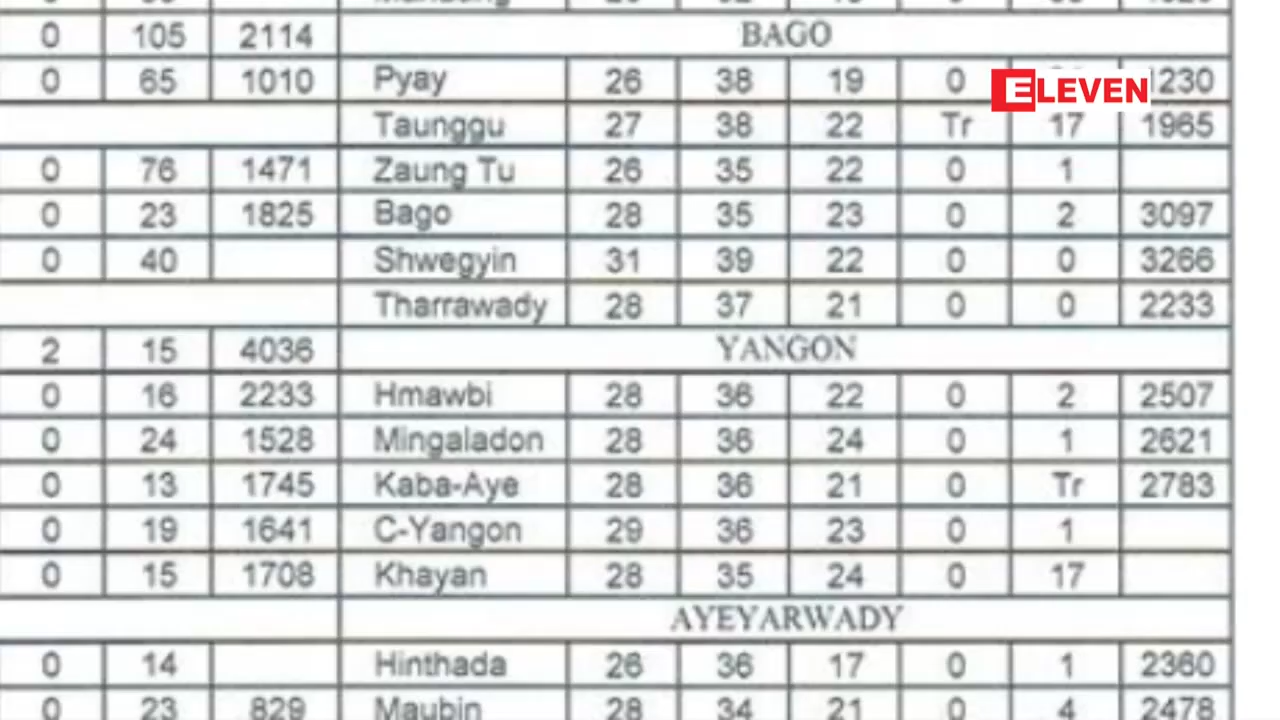 0 105 2114 BAGO
0 65 1010 Pyay 26 38 19 0 1230
ELEVEN
Taunggu 27 38 22 Tr 17 1965
0 76 1471 Zaung Tu 26 35 22 0 1
0 23 1825 Bago 28 35 23 0 2 3097
0 40 Shwegyin 31 39 22 0 0 3266
Tharrawady 28 37 21 0 0 2233
2 15 4036 YANGON
0 16 2233 Hmawbi 28 36 22 0 2 2507
0 24 1528 Mingaladon 28 36 24 0 1 2621
0 13 1745 Kaba-Aye 28 36 21 0 Tr 2783
0 19 1641 C-Yangon 29 36 23 0 1
0 15 1708 Khayan 28 35 24 0 17
AYEYARWADY
0 14 Hinthada 26 36 17 0 1 2360
0 23 829 Maubin 28 34 21 0 4 2478